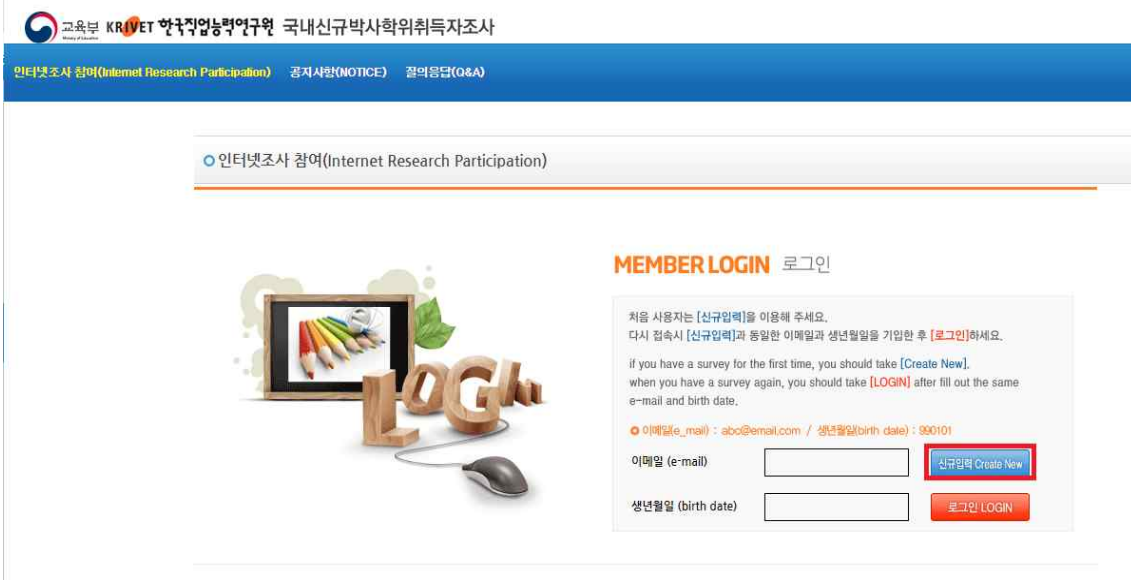 교육부 KRIVET 한국직업능력연구원 국내신규박사학위취득자조사
Ministry of Education
인터넷조사 참여(Internet Research Participation) 공지사항(NOTICE) 질의응답(Q&A)
인터넷조사 참여(Internet Research Participation)
MEMBER LOGIN 로그인
처음 사용자는 [신규입력]을 이용해 주세요.
다시 접속시 [신규입력]과 동일한 이메일과 생년월일을 기입한 후 [로그인]하세요.
if you have a survey for the first time, you should take [Create New].
when you have a survey again, you should take [LOGIN] after fill out the same
e-mail and birth date.
이메일(e_mail) : abc@email.com / 생년월일(birth date) : 990101
이메일 (e-mail) 신규입력 Create New
생년월일 (birth date) 로그인 LOGIN
LOGIn